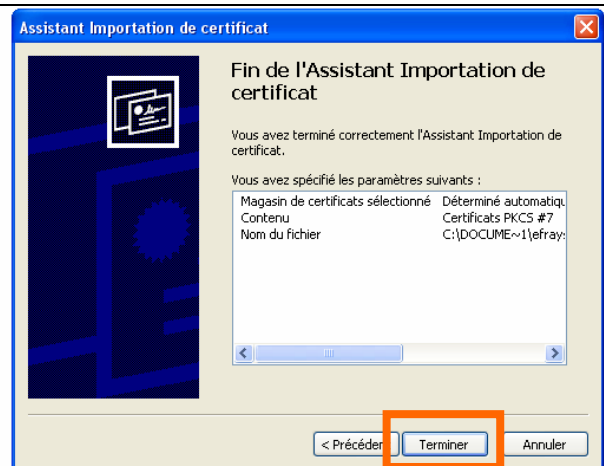 Assistant Importation de certificat
Fin de l'Assistant Importation de
certificat
Vous avez terminé correctement l'Assistant Importation de
certificat.
Vous avez spécifié les paramètres suivants :
Magasin de certificats sélectionné Déterminé automatiqu
Contenu Certificats PKCS #7
Nom du fichier C:\DOCUME~1\efray:
< Précéden Terminer Annuler